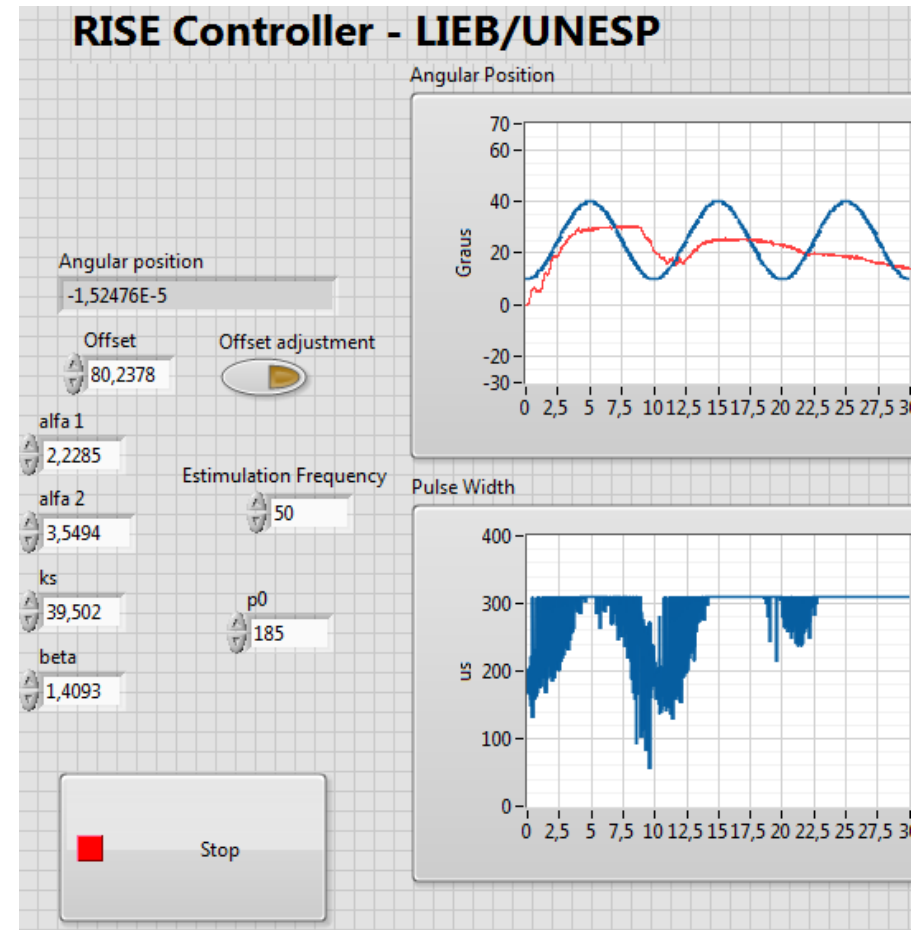 RISE Controller - LIEB/UNESP
Angular Position
70
60
40
20
0
-20
-30
Graus
0 2,5 5 7,5 10 12,5 15 17,5 20 22,5 25 27,5
Angular position
-1,52476E-5
Offset
80,2378
Offset adjustment
alfa 1
2,2285
alfa 2
3,5494
ks
39,502
beta
1,4093
Estimulation Frequency
50
p0
185
Stop
Pulse Width
400
300
200
100
0
us
0 2,5 5 7,5 10 12,5 15 17,5 20 22,5 25 27,5